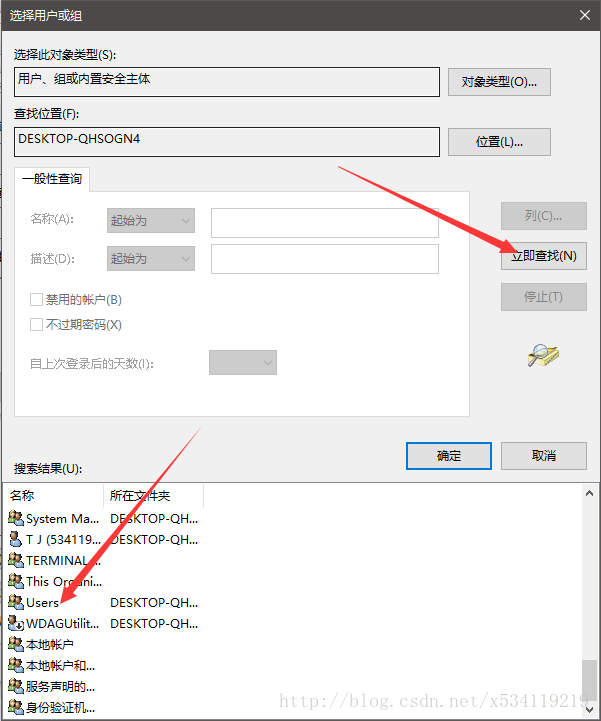 选择用户或组
选择此对象类型(S):
用户、组或内置安全主体
对象类型(O)...
查找位置(F):
DESKTOP-QHSOGN4
位置(L)...
一般性查询
名称(A):
起始为
列(C)...
描述(D):
起始为
立即查找(N)
禁用的帐户(B)
停止(T)
不过期密码(X)
自上次登录后的天数(I):
确定
取消
搜索结果(U):
名称 所在文件夹
System Ma... DESKTOP-QH...
T J (534119... DESKTOP-QH...
TERMINAL ...
This Organi...
Users DESKTOP-QH...
WDAGUtilit... DESKTOP-QH...
本地帐户
本地帐户和...
服务声明的...
身份验证机...
http://blog.csdn.net/x534119219